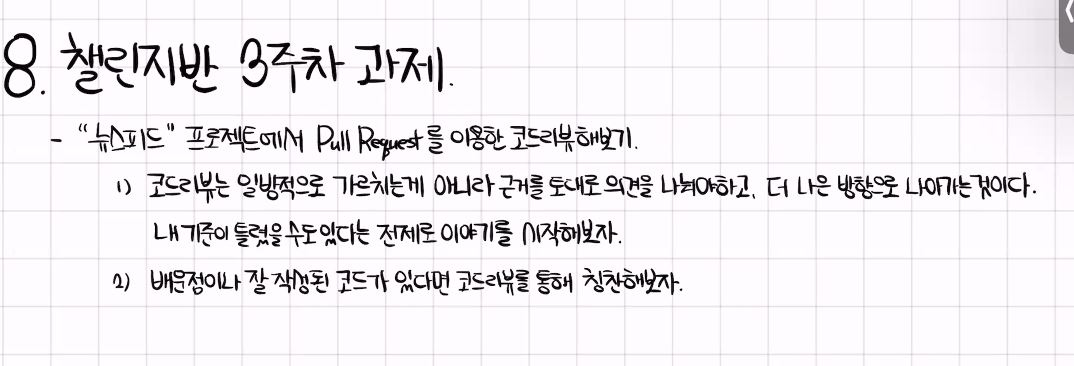 8. 챌린지반 3주차 과제.
- "뉴스피드" 프로젝트에서 Pull Request를 이용한 코드리뷰해보기.
1) 코드리뷰는 일방적으로 가르치는게 아니라 근거를 토대로 의견을 나눠야하고, 더 나은 방향으로 나아가는것이다.
내 기준이 틀렸을수도있다는 전제로 이야기를 시작해보자.
2) 배운점이나 잘 작성된 코드가 있다면 코드리뷰를 통해 칭찬해보자.